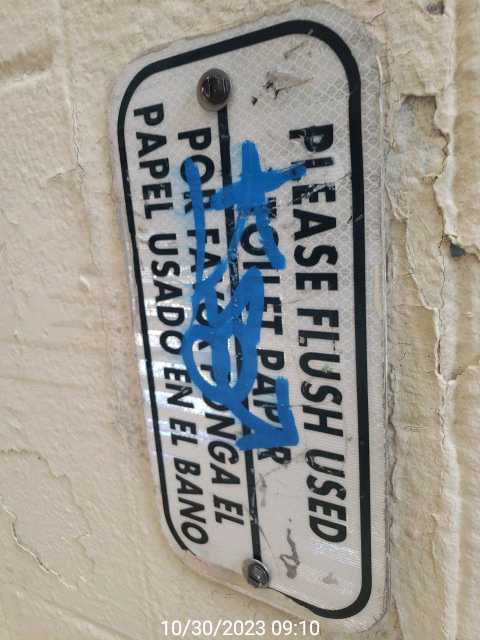 PLEASE FLUSH USED
TOILET PAPER
POR FAVOR PONGA EL
PAPEL USADO EN EL BANO
10/30/2023 09:10